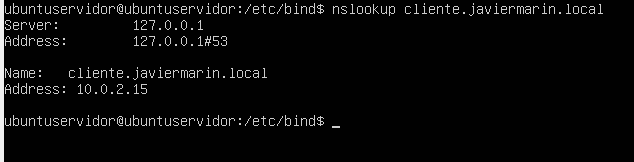 ubuntuservidor@ubuntuservidor:/etc/bind$ nslookup cliente.javiermarin.local
Server:         127.0.0.1
Address:        127.0.0.1#53

Name:   cliente.javiermarin.local
Address: 10.0.2.15

ubuntuservidor@ubuntuservidor:/etc/bind$ _